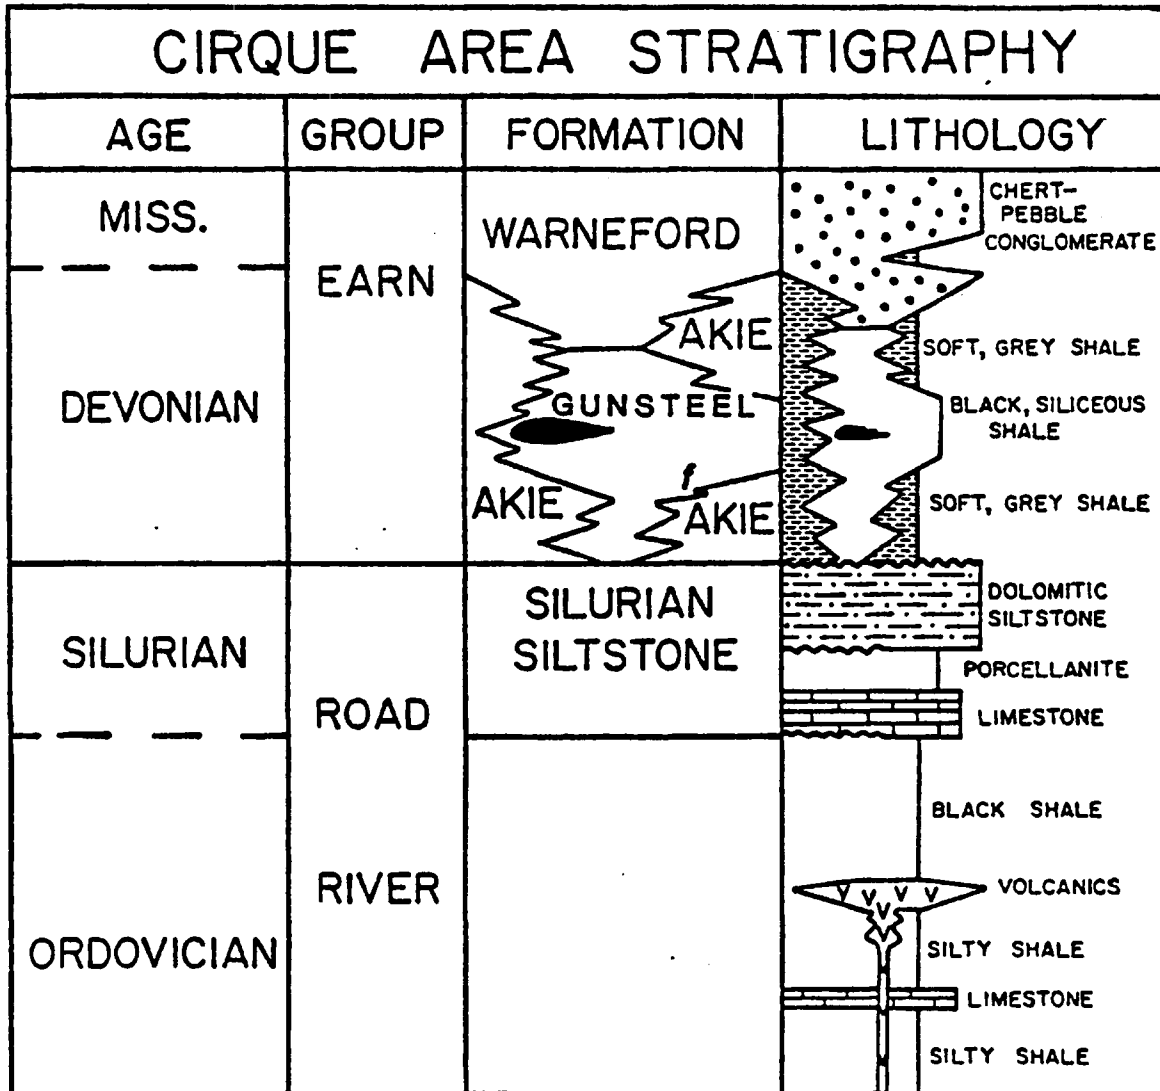 CIRQUE AREA STRATIGRAPHY
AGE
GROUP
FORMATION
LITHOLOGY
MISS.
DEVONIAN
SILURIAN
ORDOVICIAN
EARN
ROAD
RIVER
WARNEFORD
AKIE
GUNSTEEL
f
AKIE
AKIE
SILURIAN
SILTSTONE
CHERT-
PEBBLE
CONGLOMERATE
SOFT, GREY SHALE
BLACK, SILICEOUS
SHALE
SOFT, GREY SHALE
DOLOMITIC
SILTSTONE
PORCELLANITE
LIMESTONE
BLACK SHALE
V V V V
V
V
VOLCANICS
SILTY SHALE
LIMESTONE
SILTY SHALE